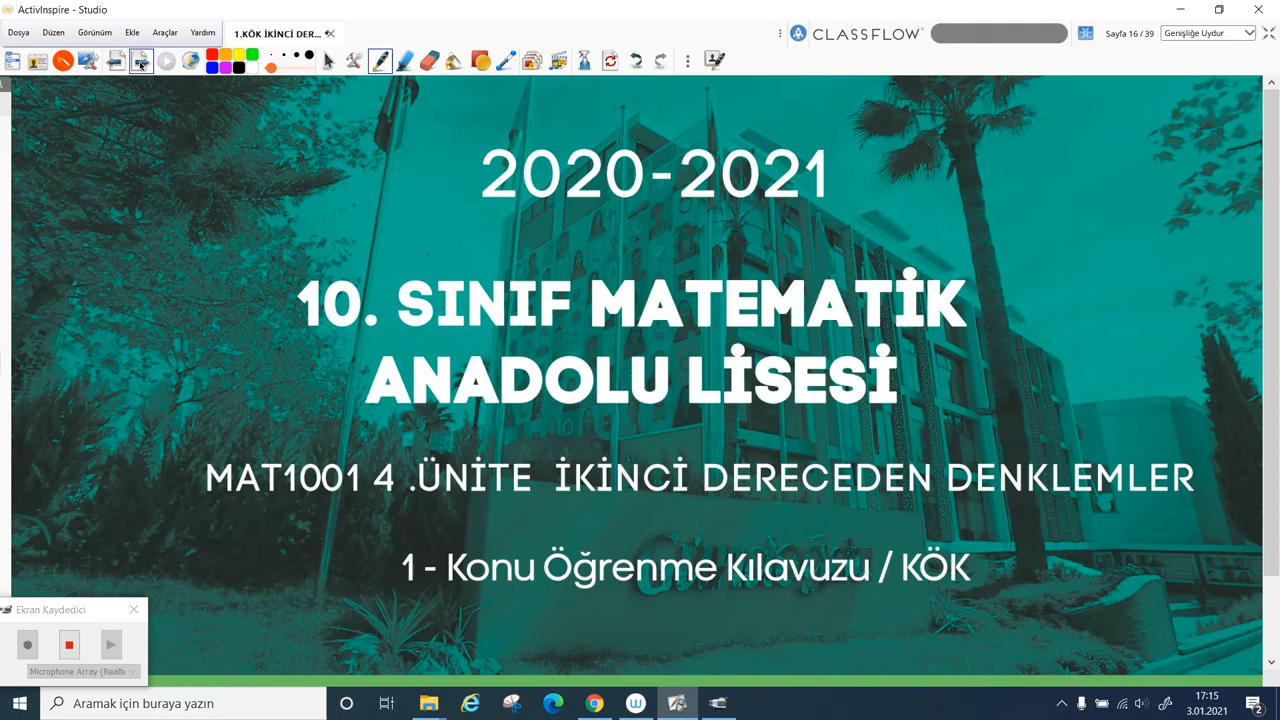 ActivInspire - Studio
Dosya Düzen Görünüm Ekle Araçlar Yardım
1.KÖK İKİNCİ DER...
CLASSFLOW
Sayfa 16 / 39
Genişliğe Uydur
2020-2021
10. SINIF MATEMATİK
ANADOLU LİSESİ
MAT1001 4 .ÜNİTE İKİNCİ DERECEDEN DENKLEMLER
1 - Konu Öğrenme Kılavuzu / KÖK
Ekran Kaydedici
Microphone Array (Realte
Aramak için buraya yazın
17:15
3.01.2021
2